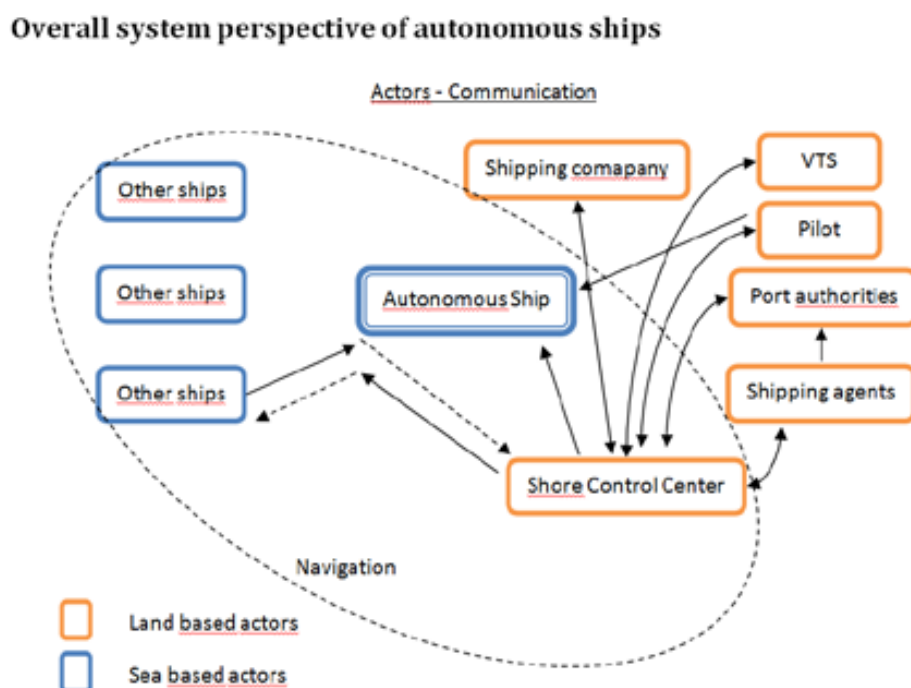 Overall system perspective of autonomous ships
Actors - Communication
Other ships
Shipping comapany
VTS
Pilot
Other ships
Autonomous Ship
Port authorities
Other ships
Shipping agents
Shore Control Center
Navigation
Land based actors
Sea based actors